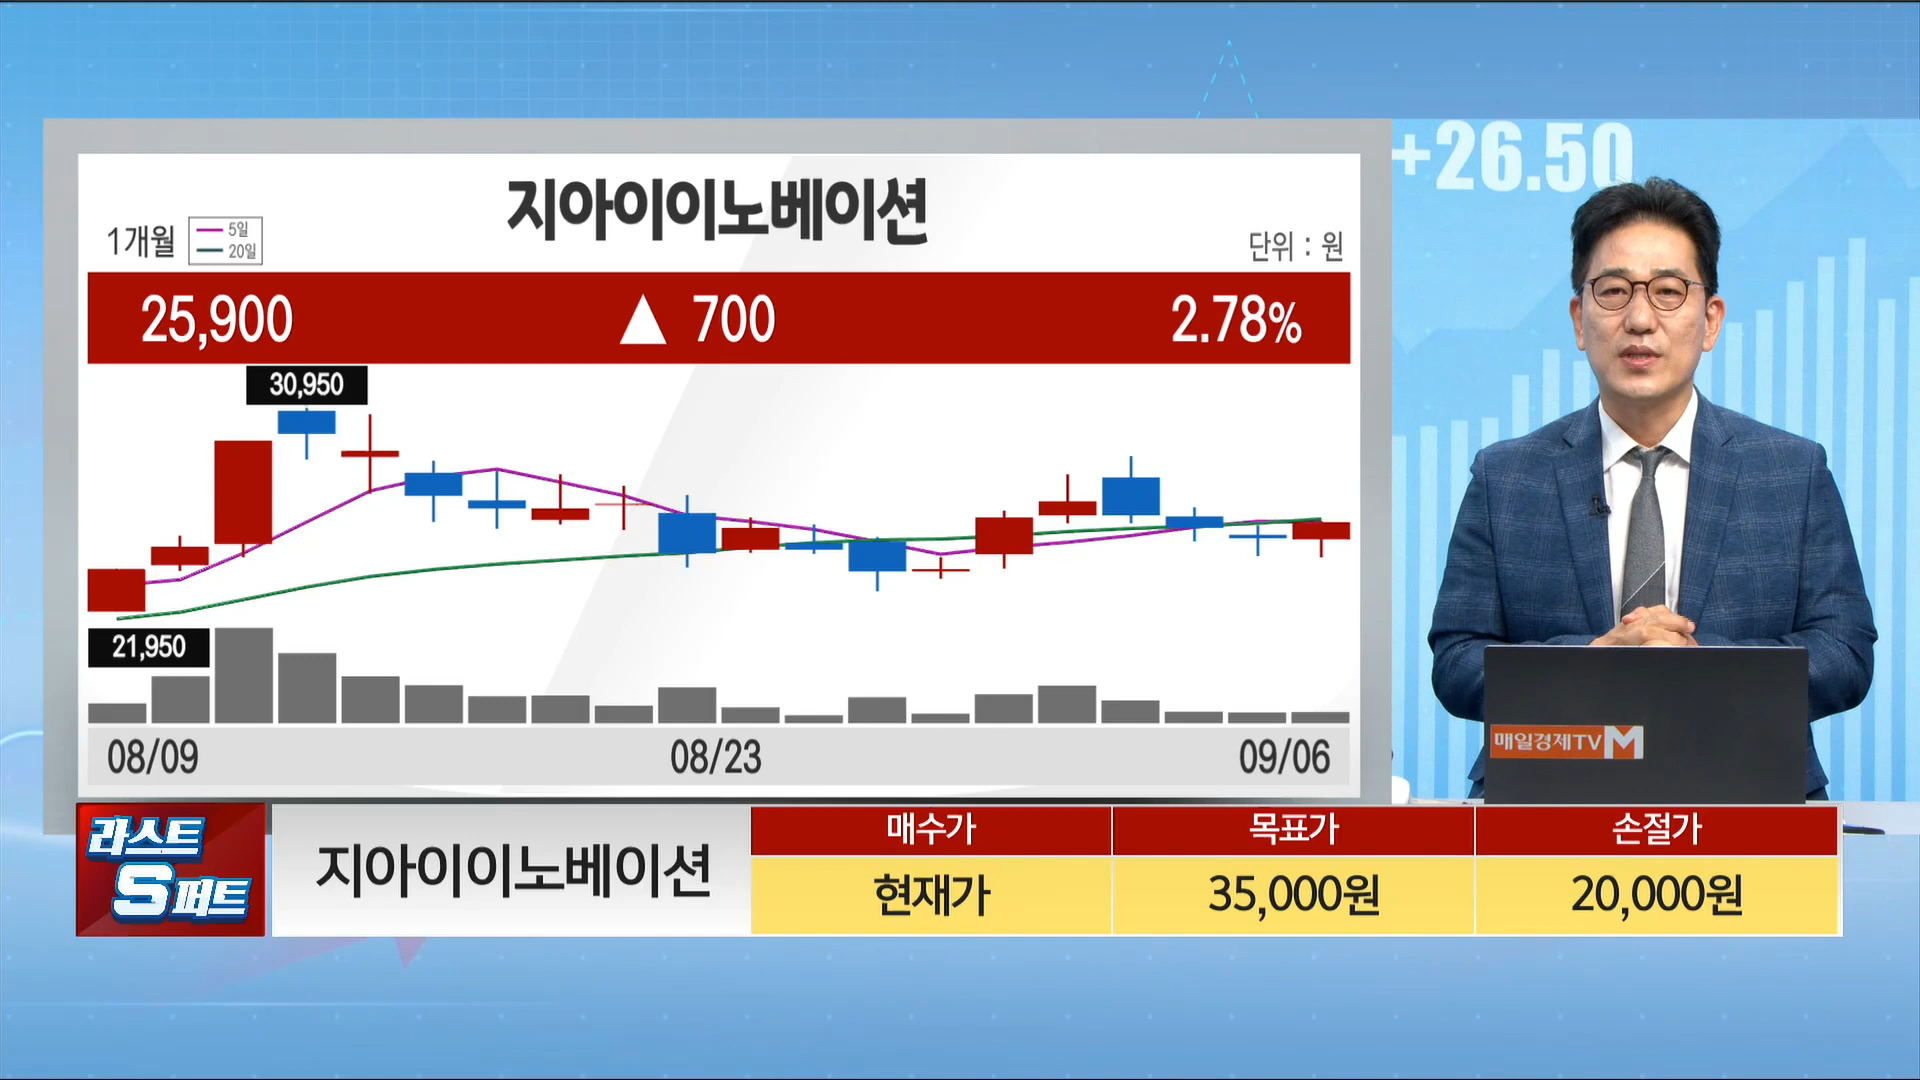 +26.50
지아이이노베이션
1개월
5일
20일
단위 : 원
25,900 ▲ 700 2.78%
30,950
21,950
08/09 08/23 09/06
매일경제TV M
라스트
S퍼트
지아이이노베이션
매수가 목표가 손절가
현재가 35,000원 20,000원